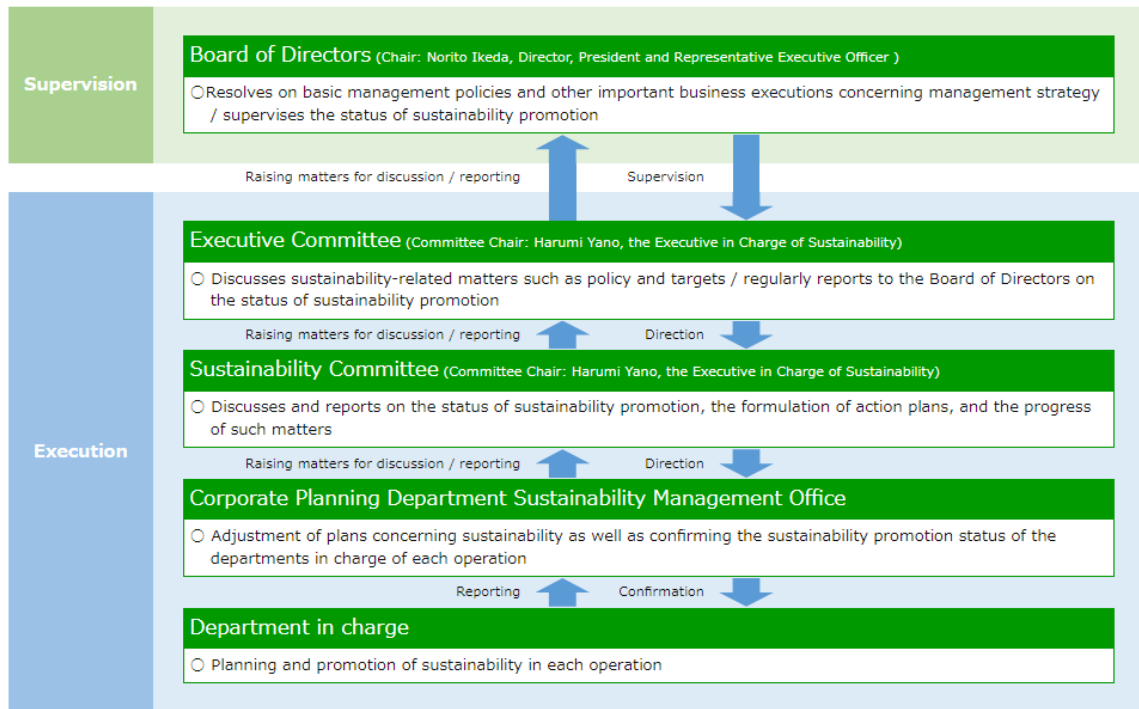 Supervision
Board of Directors (Chair: Norito Ikeda, Director, President and Representative Executive Officer )
○Resolves on basic management policies and other important business executions concerning management strategy
/ supervises the status of sustainability promotion
Raising matters for discussion / reporting
Supervision
Execution
Executive Committee (Committee Chair: Harumi Yano, the Executive in Charge of Sustainability)
○ Discusses sustainability-related matters such as policy and targets / regularly reports to the Board of Directors on
the status of sustainability promotion
Raising matters for discussion / reporting
Direction
Sustainability Committee (Committee Chair: Harumi Yano, the Executive in Charge of Sustainability)
○ Discusses and reports on the status of sustainability promotion, the formulation of action plans, and the progress
of such matters
Raising matters for discussion / reporting
Direction
Corporate Planning Department Sustainability Management Office
○ Adjustment of plans concerning sustainability as well as confirming the sustainability promotion status of the
departments in charge of each operation
Reporting
Confirmation
Department in charge
○ Planning and promotion of sustainability in each operation